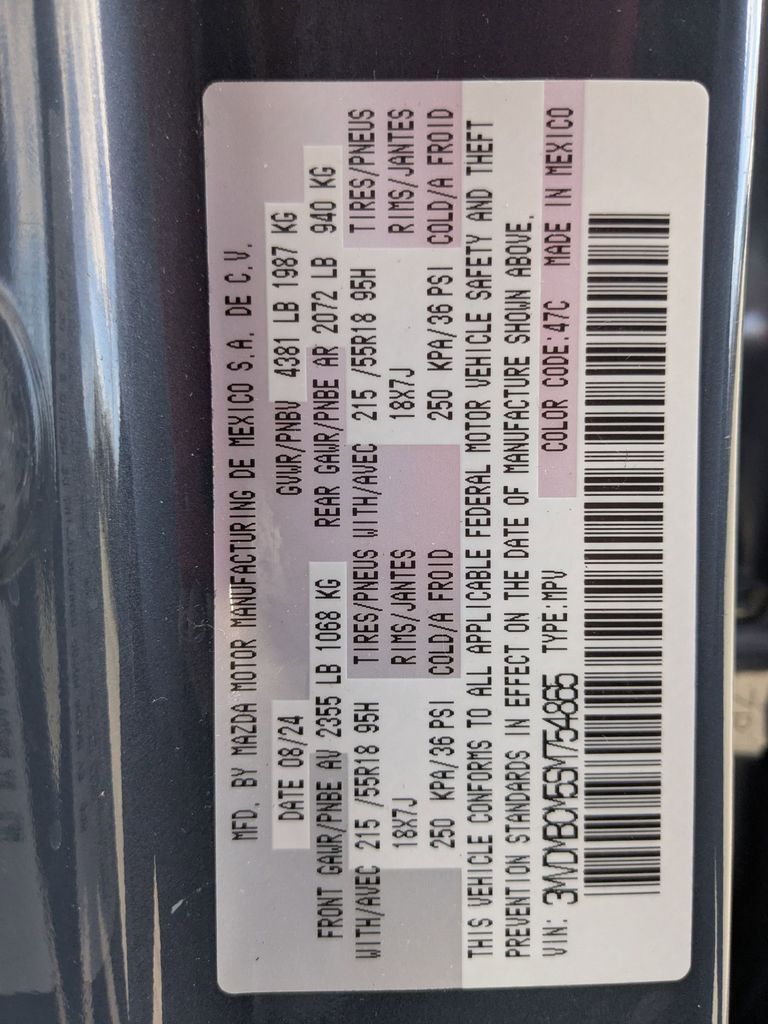 MFD. BY MAZDA MOTOR MANUFACTURING DE MEXICO S.A. DE C.V.
DATE 08/24 GVWR/PNBV 4381 LB 1987 KG
FRONT GAWR/PNBE AV 2355 LB 1068 KG REAR GAWR/PNBE AR 2072 LB 940 KG
WITH/AVEC 215 /55R18 95H TIRES/PNEUS WITH/AVEC 215 /55R18 95H TIRES/PNEUS
18X7J RIMS/JANTES 18X7J RIMS/JANTES
250 KPA/36 PSI COLD/A FROID 250 KPA/36 PSI COLD/A FROID
THIS VEHICLE CONFORMS TO ALL APPLICABLE FEDERAL MOTOR VEHICLE SAFETY AND THEFT
PREVENTION STANDARDS IN EFFECT ON THE DATE OF MANUFACTURE SHOWN ABOVE.
VIN: 3MVDMBCM5SM754865 TYPE:MPV COLOR CODE:47C MADE IN MEXICO